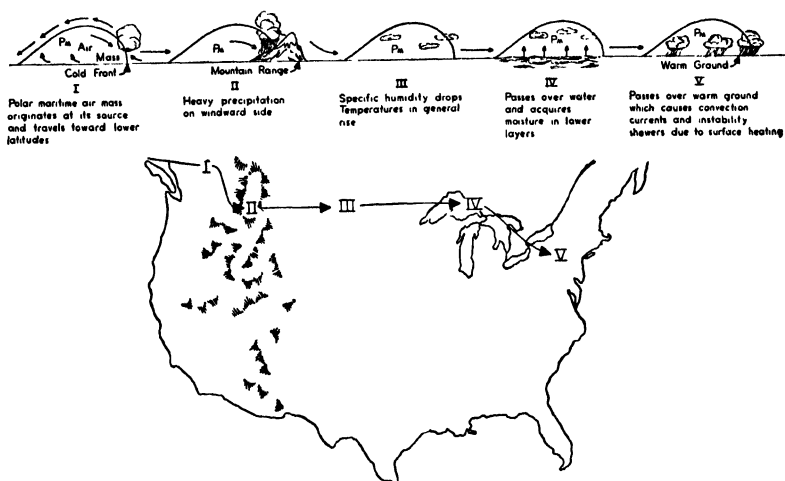 Pm
Air
Mass
Cold Front
I
Polar maritime air mass
originates at its source
and travels toward lower
latitudes
Pm
Mountain Range
II
Heavy precipitation
on windward side
Pm
III
Specific humidity drops
Temperatures in general
rise
Pm
IV
Passes over water
and acquires
moisture in lower
layers
Pm
Warm Ground
V
Passes over warm ground
which causes convection
currents and instability
showers due to surface heating
I
II
III
IV
V